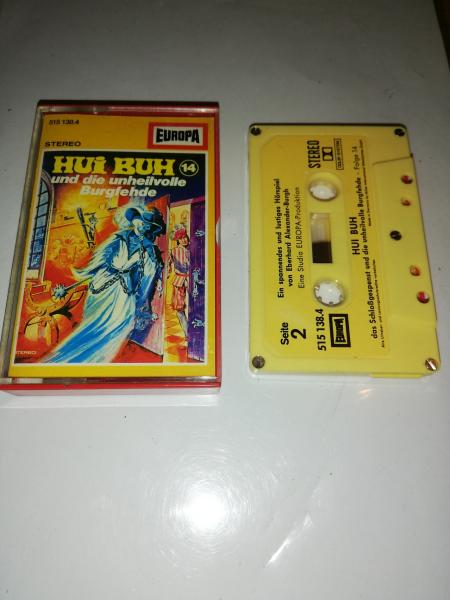 515 138.4
EUROPA
STEREO
HUI BUH 14
und die unheilvolle
Burgfehde
STEREO
STEREO
Ein spannendes und lustiges Hörspiel
von Eberhard Alexander-Burgh
Eine Studio EUROPA-Produktion
Seite
2
515 138.4
EUROPA
HUI BUH
das Schloßgespenst und die unheilvolle Burgfehde - Folge 14